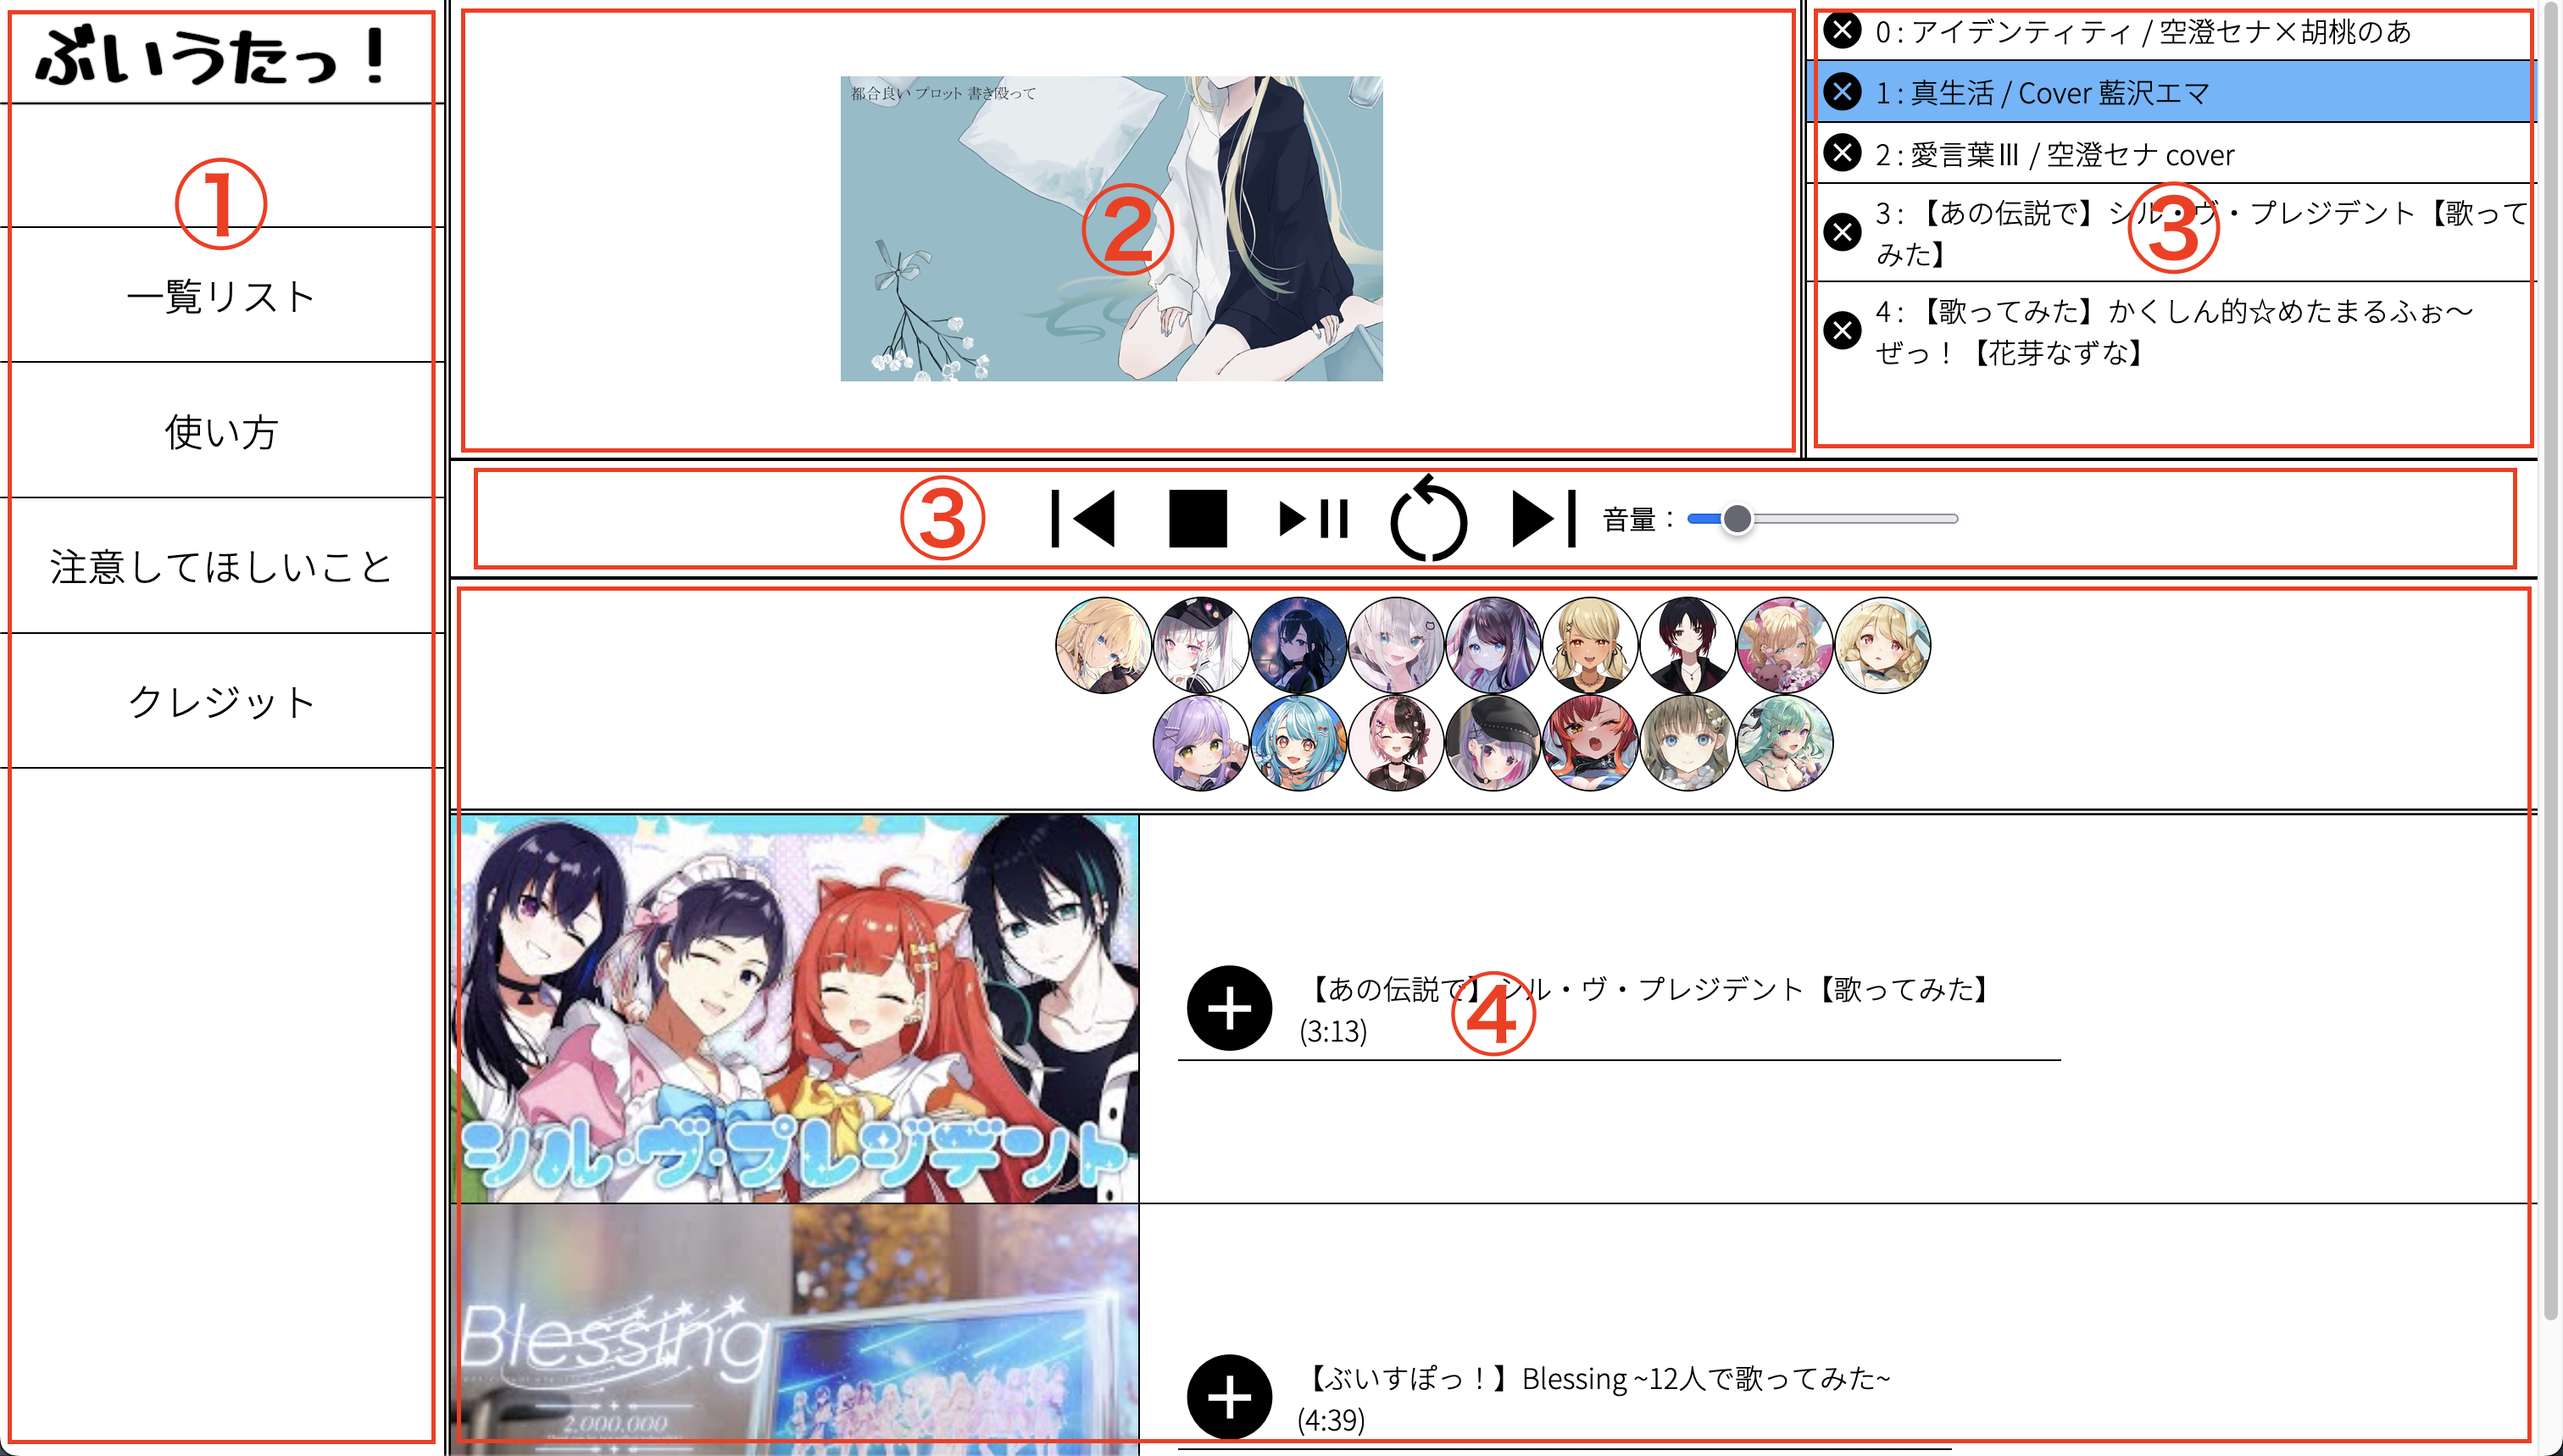 ぶいうたっ！
①
一覧リスト
使い方
注意してほしいこと
クレジット
都合良い プロット 書き殴って
②
0 : アイデンティティ / 空澄セナ×胡桃のあ
1 : 真生活 / Cover 藍沢エマ
2 : 愛言葉Ⅲ / 空澄セナ cover
3 : 【あの伝説で】シル・ヴ・プレジデント【歌って
みた】
③
4 : 【歌ってみた】かくしん的☆めたまるふぉ〜
ぜっ！【花芽なずな】
③
音量：
シル・ヴ・プレジデント
【あの伝説で】シル・ヴ・プレジデント【歌ってみた】
(3:13)
④
Blessing
2,000,000
【ぶいすぽっ！】Blessing ~12人で歌ってみた~
(4:39)